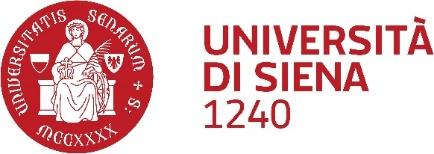 UNIVERSITATIS SENARUM + S:
MCCXXXX
UNIVERSITÀ
DI SIENA
1240